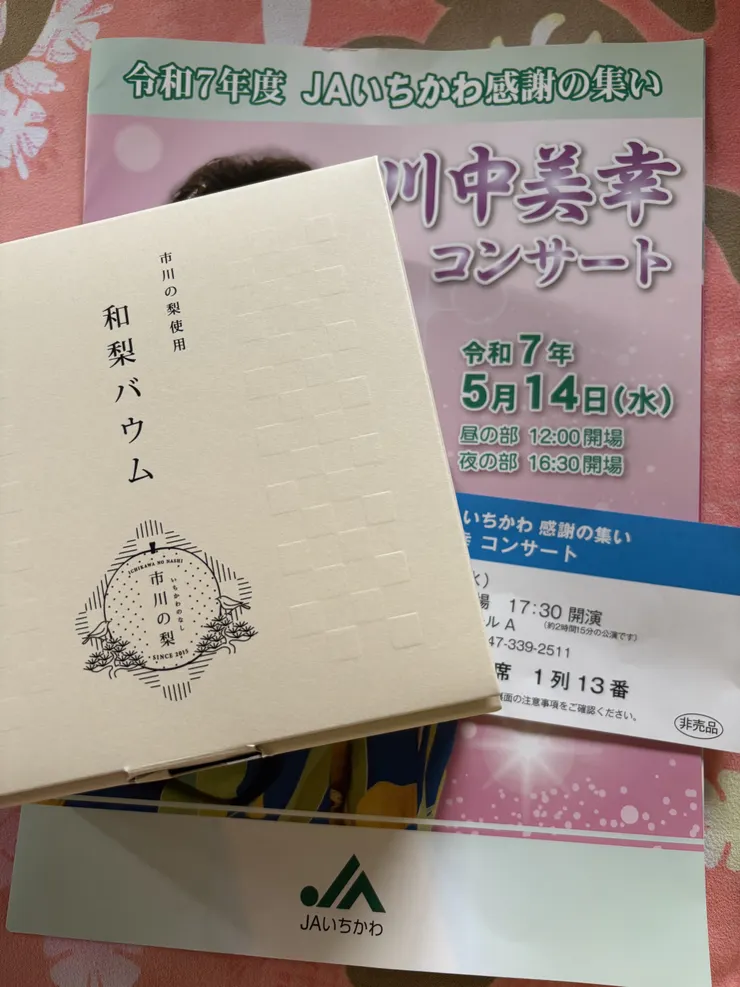 令和7年度 JAいちかわ感謝の集い
川中美幸
コンサート
令和7年
5月14日(水)
昼の部 12:00開場
夜の部 16:30開場
市川の梨使用
和梨バウム
ICHIKAWA NO NASHI
いちかわのなし
市川の梨
SINCE 2015
いちかわ 感謝の集い
コンサート
水)
場 17:30 開演
ルA (約2時間15分の公演です)
47-339-2511
席 1列13番
面の注意事項をご確認ください。
非売品
JAいちかわ